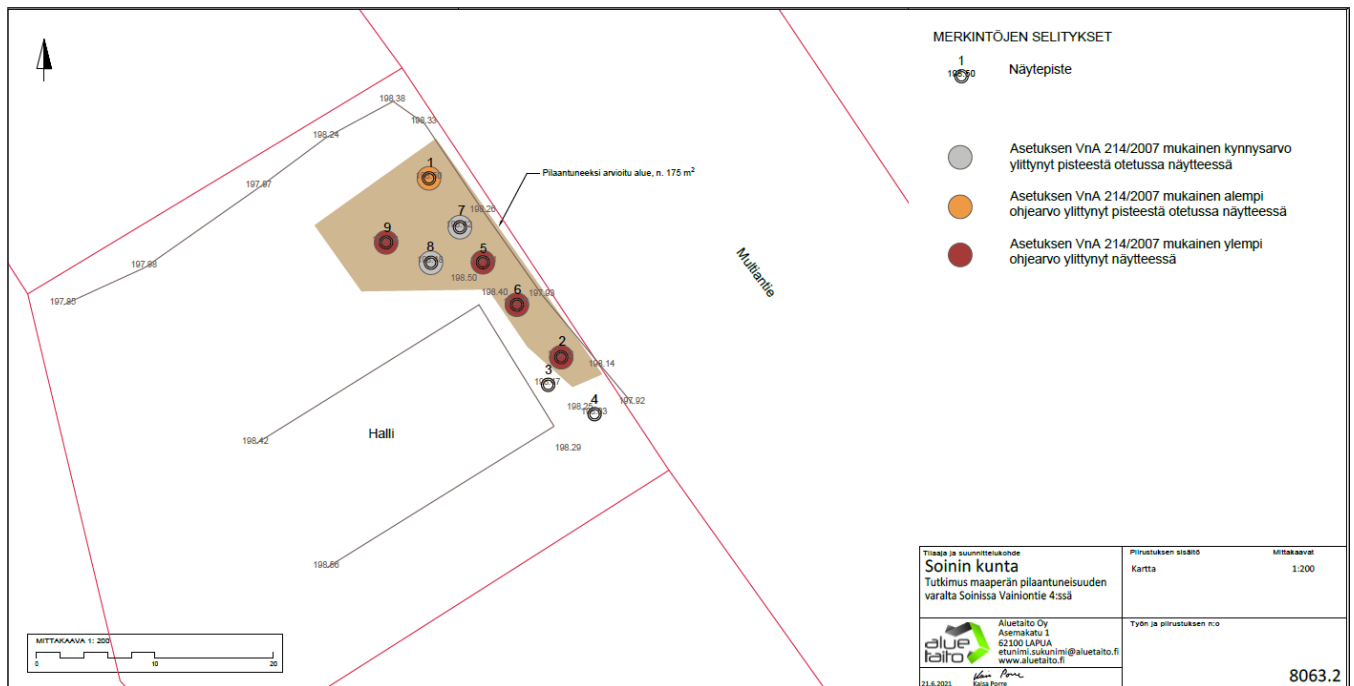 MERKINTÖJEN SELITYKSET
1
Näytepiste
Asetuksen VnA 214/2007 mukainen kynnysarvo
ylittynyt pisteestä otetussa näytteessä
Asetuksen VnA 214/2007 mukainen alempi
ohjearvo ylittynyt pisteestä otetussa näytteessä
Asetuksen VnA 214/2007 mukainen ylempi
ohjearvo ylittynyt näytteessä
198.38
198.33
198.24
1
Pilaantuneeksi arvioitu alue, n. 175 m²
197.97
7
198.26
9
8
5
197.98
198.50
197.85
198.40
6
197.93
Multiantie
2
198.14
3
4
197.92
198.25
198.42
Halli
198.29
198.56
MITTAKAAVA 1: 200
0
10
20
Tilaaja ja suunnittelukohde
Soinin kunta
Tutkimus maaperän pilaantuneisuuden
varalta Soinissa Vainiontie 4:ssä
Piirustuksen sisältö
Mittakaavat
Kartta
1:200
alue
taito
Aluetaito Oy
Asemakatu 1
62100 LAPUA
etunimi.sukunimi@aluetaito.fi
www.aluetaito.fi
Työn ja piirustuksen n:o
21.6.2021
Kaisa Porre
8063.2